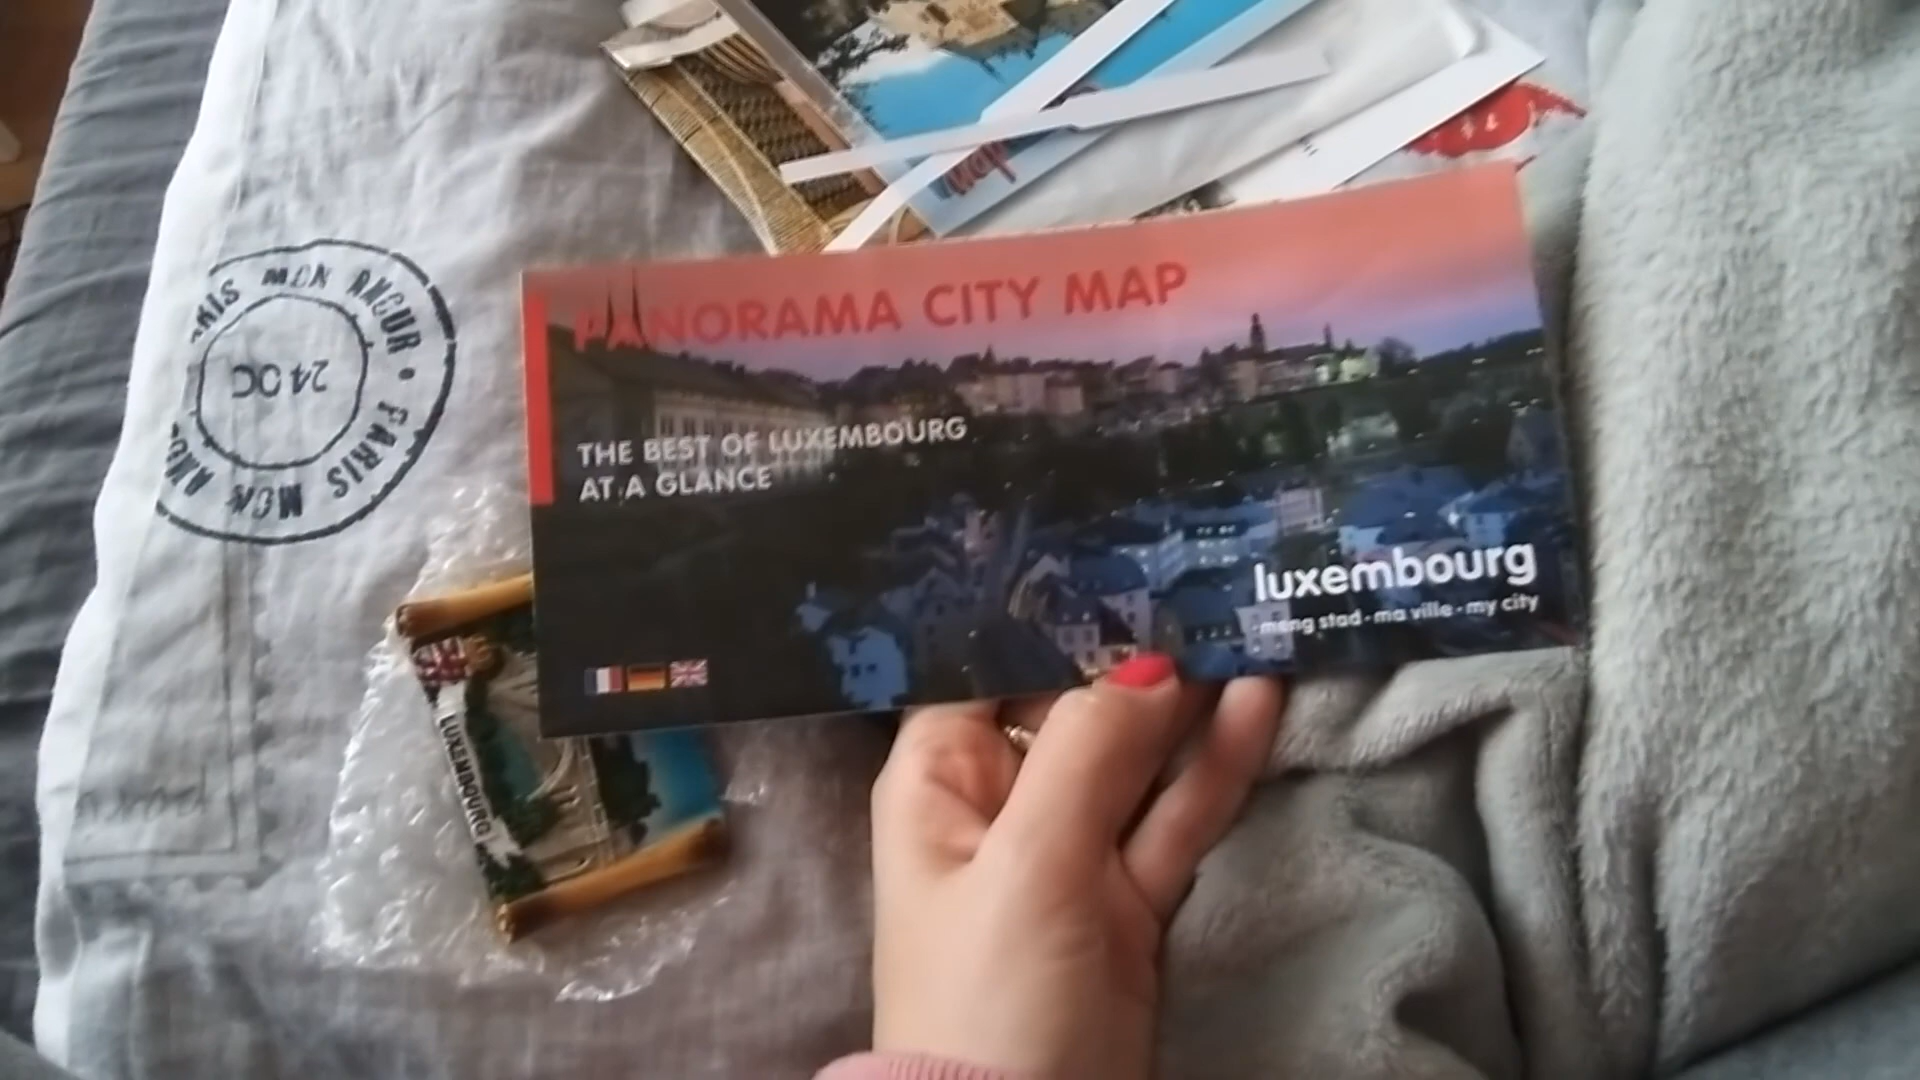 Map
PANORAMA CITY MAP
THE BEST OF LUXEMBOURG
AT A GLANCE
luxembourg
meng stad · ma ville · my city
LUXEMBOURG
PARIS MON AMOUR • PARIS MON AMOUR
24 OC